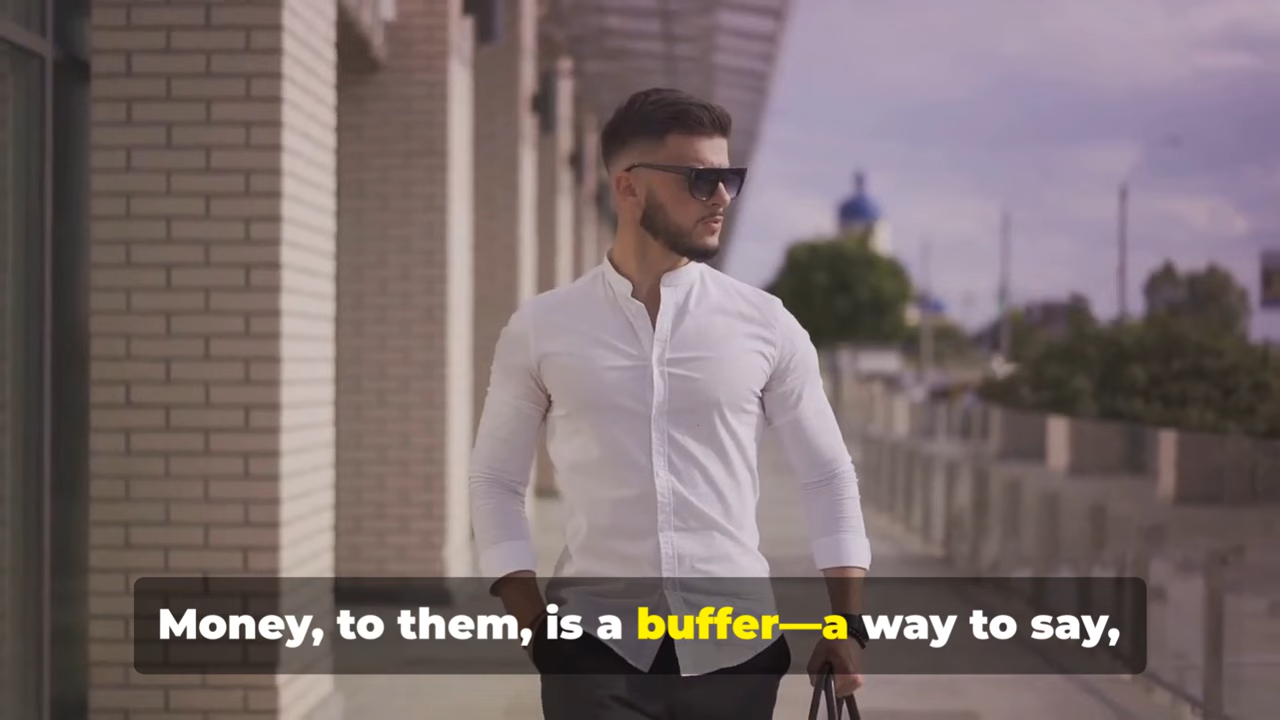 Money, to them, is a buffer—a way to say,